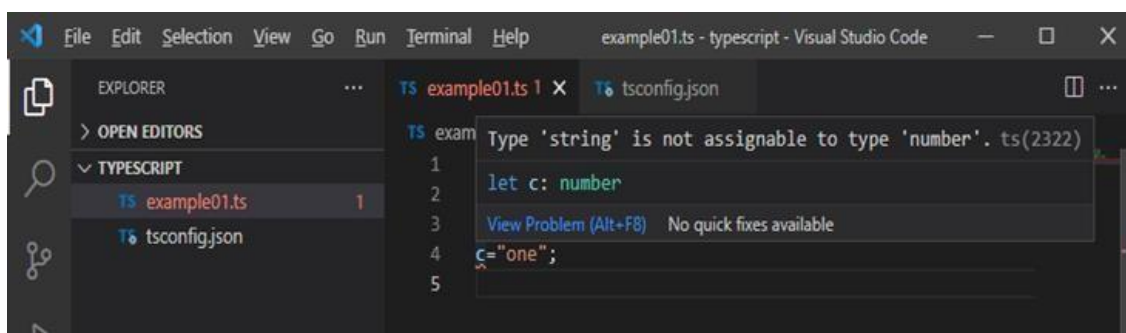 File Edit Selection View Go Run Terminal Help example01.ts - typescript - Visual Studio Code
EXPLORER
TS example01.ts 1 tsconfig.json
> OPEN EDITORS
TS exam
Type 'string' is not assignable to type 'number'. ts(2322)
TYPESCRIPT
1
let c: number
TS example01.ts 1
2
View Problem (Alt+F8) No quick fixes available
3
tsconfig.json
4 c="one";
5